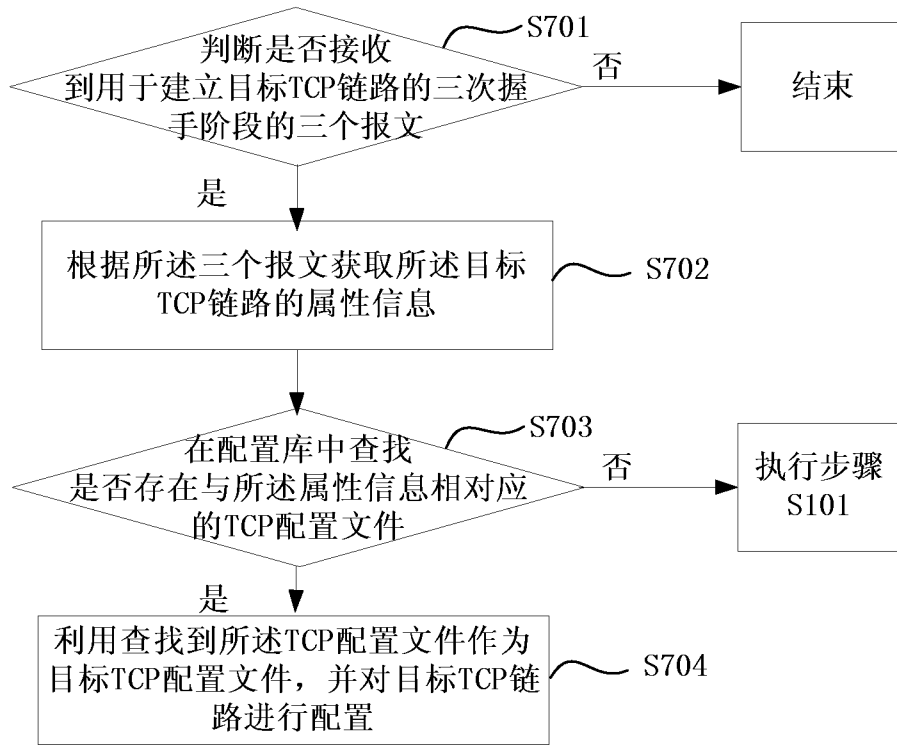 S701
判断是否接收
到用于建立目标TCP链路的三次握
手阶段的三个报文
否
结束
是
根据所述三个报文获取所述目标
TCP链路的属性信息
S702
S703
在配置库中查找
是否存在与所述属性信息相对应
的TCP配置文件
否
执行步骤
S101
是
利用查找到所述TCP配置文件作为
目标TCP配置文件，并对目标TCP链
路进行配置
S704